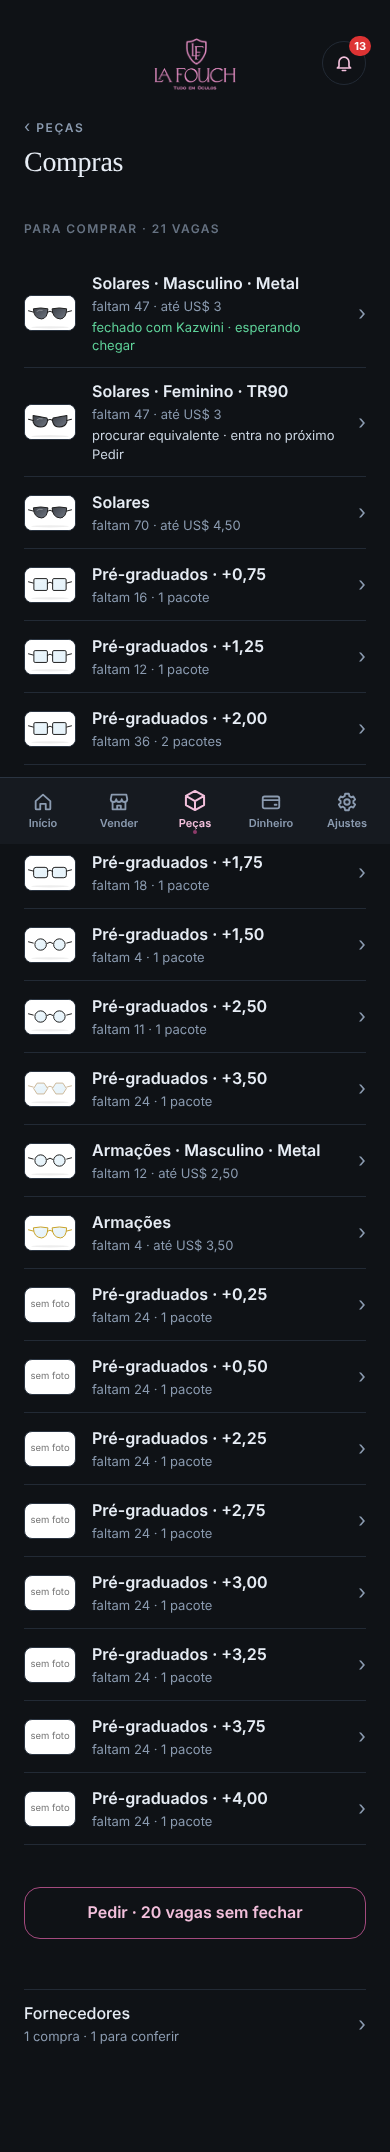 LA FOUCH
TUDO EM ÓCULOS
13
‹ PEÇAS
Compras
PARA COMPRAR · 21 VAGAS
Solares · Masculino · Metal
faltam 47 · até US$ 3
fechado com Kazwini · esperando
chegar
Solares · Feminino · TR90
faltam 47 · até US$ 3
procurar equivalente · entra no próximo
Pedir
Solares
faltam 70 · até US$ 4,50
Pré-graduados · +0,75
faltam 16 · 1 pacote
Pré-graduados · +1,25
faltam 12 · 1 pacote
Pré-graduados · +2,00
faltam 36 · 2 pacotes
Início
Vender
Peças
Dinheiro
Ajustes
Pré-graduados · +1,75
faltam 18 · 1 pacote
Pré-graduados · +1,50
faltam 4 · 1 pacote
Pré-graduados · +2,50
faltam 11 · 1 pacote
Pré-graduados · +3,50
faltam 24 · 1 pacote
Armações · Masculino · Metal
faltam 12 · até US$ 2,50
Armações
faltam 4 · até US$ 3,50
sem foto
Pré-graduados · +0,25
faltam 24 · 1 pacote
sem foto
Pré-graduados · +0,50
faltam 24 · 1 pacote
sem foto
Pré-graduados · +2,25
faltam 24 · 1 pacote
sem foto
Pré-graduados · +2,75
faltam 24 · 1 pacote
sem foto
Pré-graduados · +3,00
faltam 24 · 1 pacote
sem foto
Pré-graduados · +3,25
faltam 24 · 1 pacote
sem foto
Pré-graduados · +3,75
faltam 24 · 1 pacote
sem foto
Pré-graduados · +4,00
faltam 24 · 1 pacote
Pedir · 20 vagas sem fechar
Fornecedores
1 compra · 1 para conferir